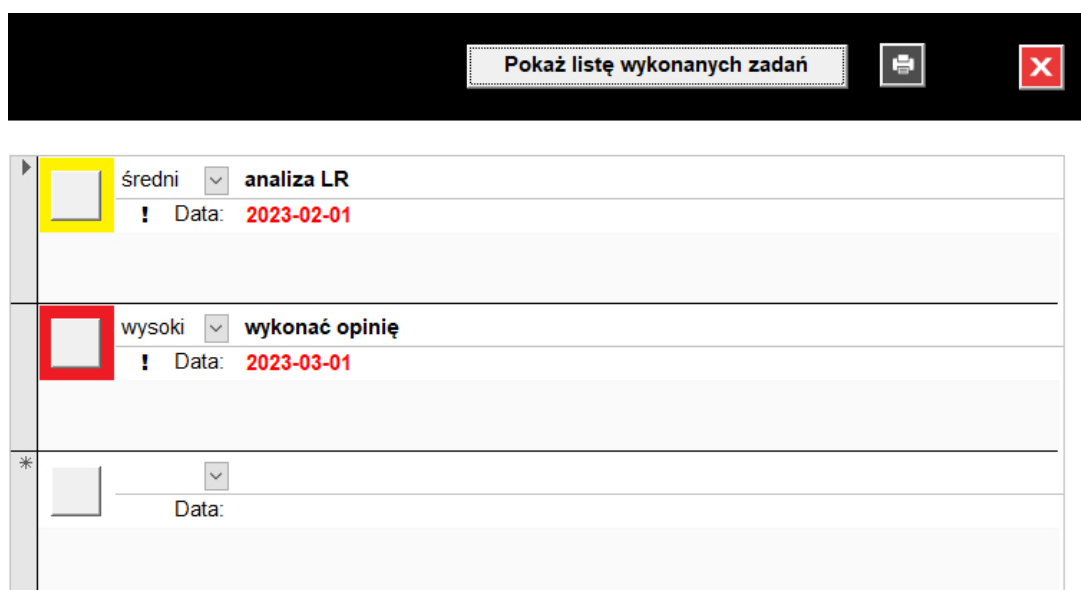 Pokaż listę wykonanych zadań
X
średni analiza LR
! Data: 2023-02-01
wysoki wykonać opinię
! Data: 2023-03-01
Data: